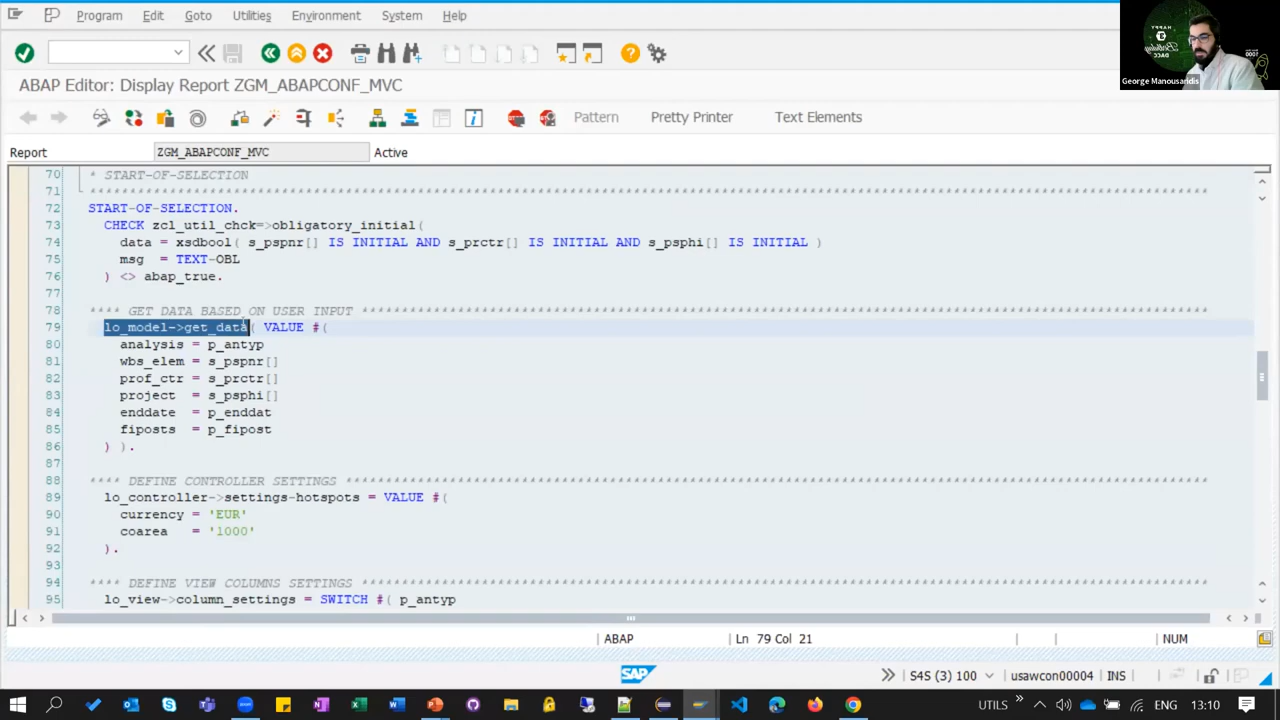 Program Edit Goto Utilities Environment System Help
ABAP Editor: Display Report ZGM_ABAPCONF_MVC
Pattern Pretty Printer Text Elements
Report ZGM_ABAPCONF_MVC Active
70 * START-OF-SELECTION
71 ****************************************************************************************************************************************
72 START-OF-SELECTION.
73 CHECK zcl_util_chck=>obligatory_initial(
74 data = xsdbool( s_pspnr[] IS INITIAL AND s_prctr[] IS INITIAL AND s_psphi[] IS INITIAL )
75 msg = TEXT-OBL
76 ) <> abap_true.
77
78 **** GET DATA BASED ON USER INPUT **********************************************************************************************************
79 lo_model->get_data( VALUE #(
80 analysis = p_antyp
81 wbs_elem = s_pspnr[]
82 prof_ctr = s_prctr[]
83 project = s_psphi[]
84 enddate = p_enddat
85 fiposts = p_fipost
86 ) ).
87
88 **** DEFINE CONTROLLER SETTINGS ************************************************************************************************************
89 lo_controller->settings-hotspots = VALUE #(
90 currency = 'EUR'
91 coarea = '1000'
92 ).
93
94 **** DEFINE VIEW COLUMNS SETTINGS **********************************************************************************************************
95 lo_view->column_settings = SWITCH #( p_antyp
ABAP Ln 79 Col 21 NUM
SAP S4S (3) 100 usawcon00004 INS
UTILS ENG 13:10
HAPPY
Birthday
DACC
George Manousaridis